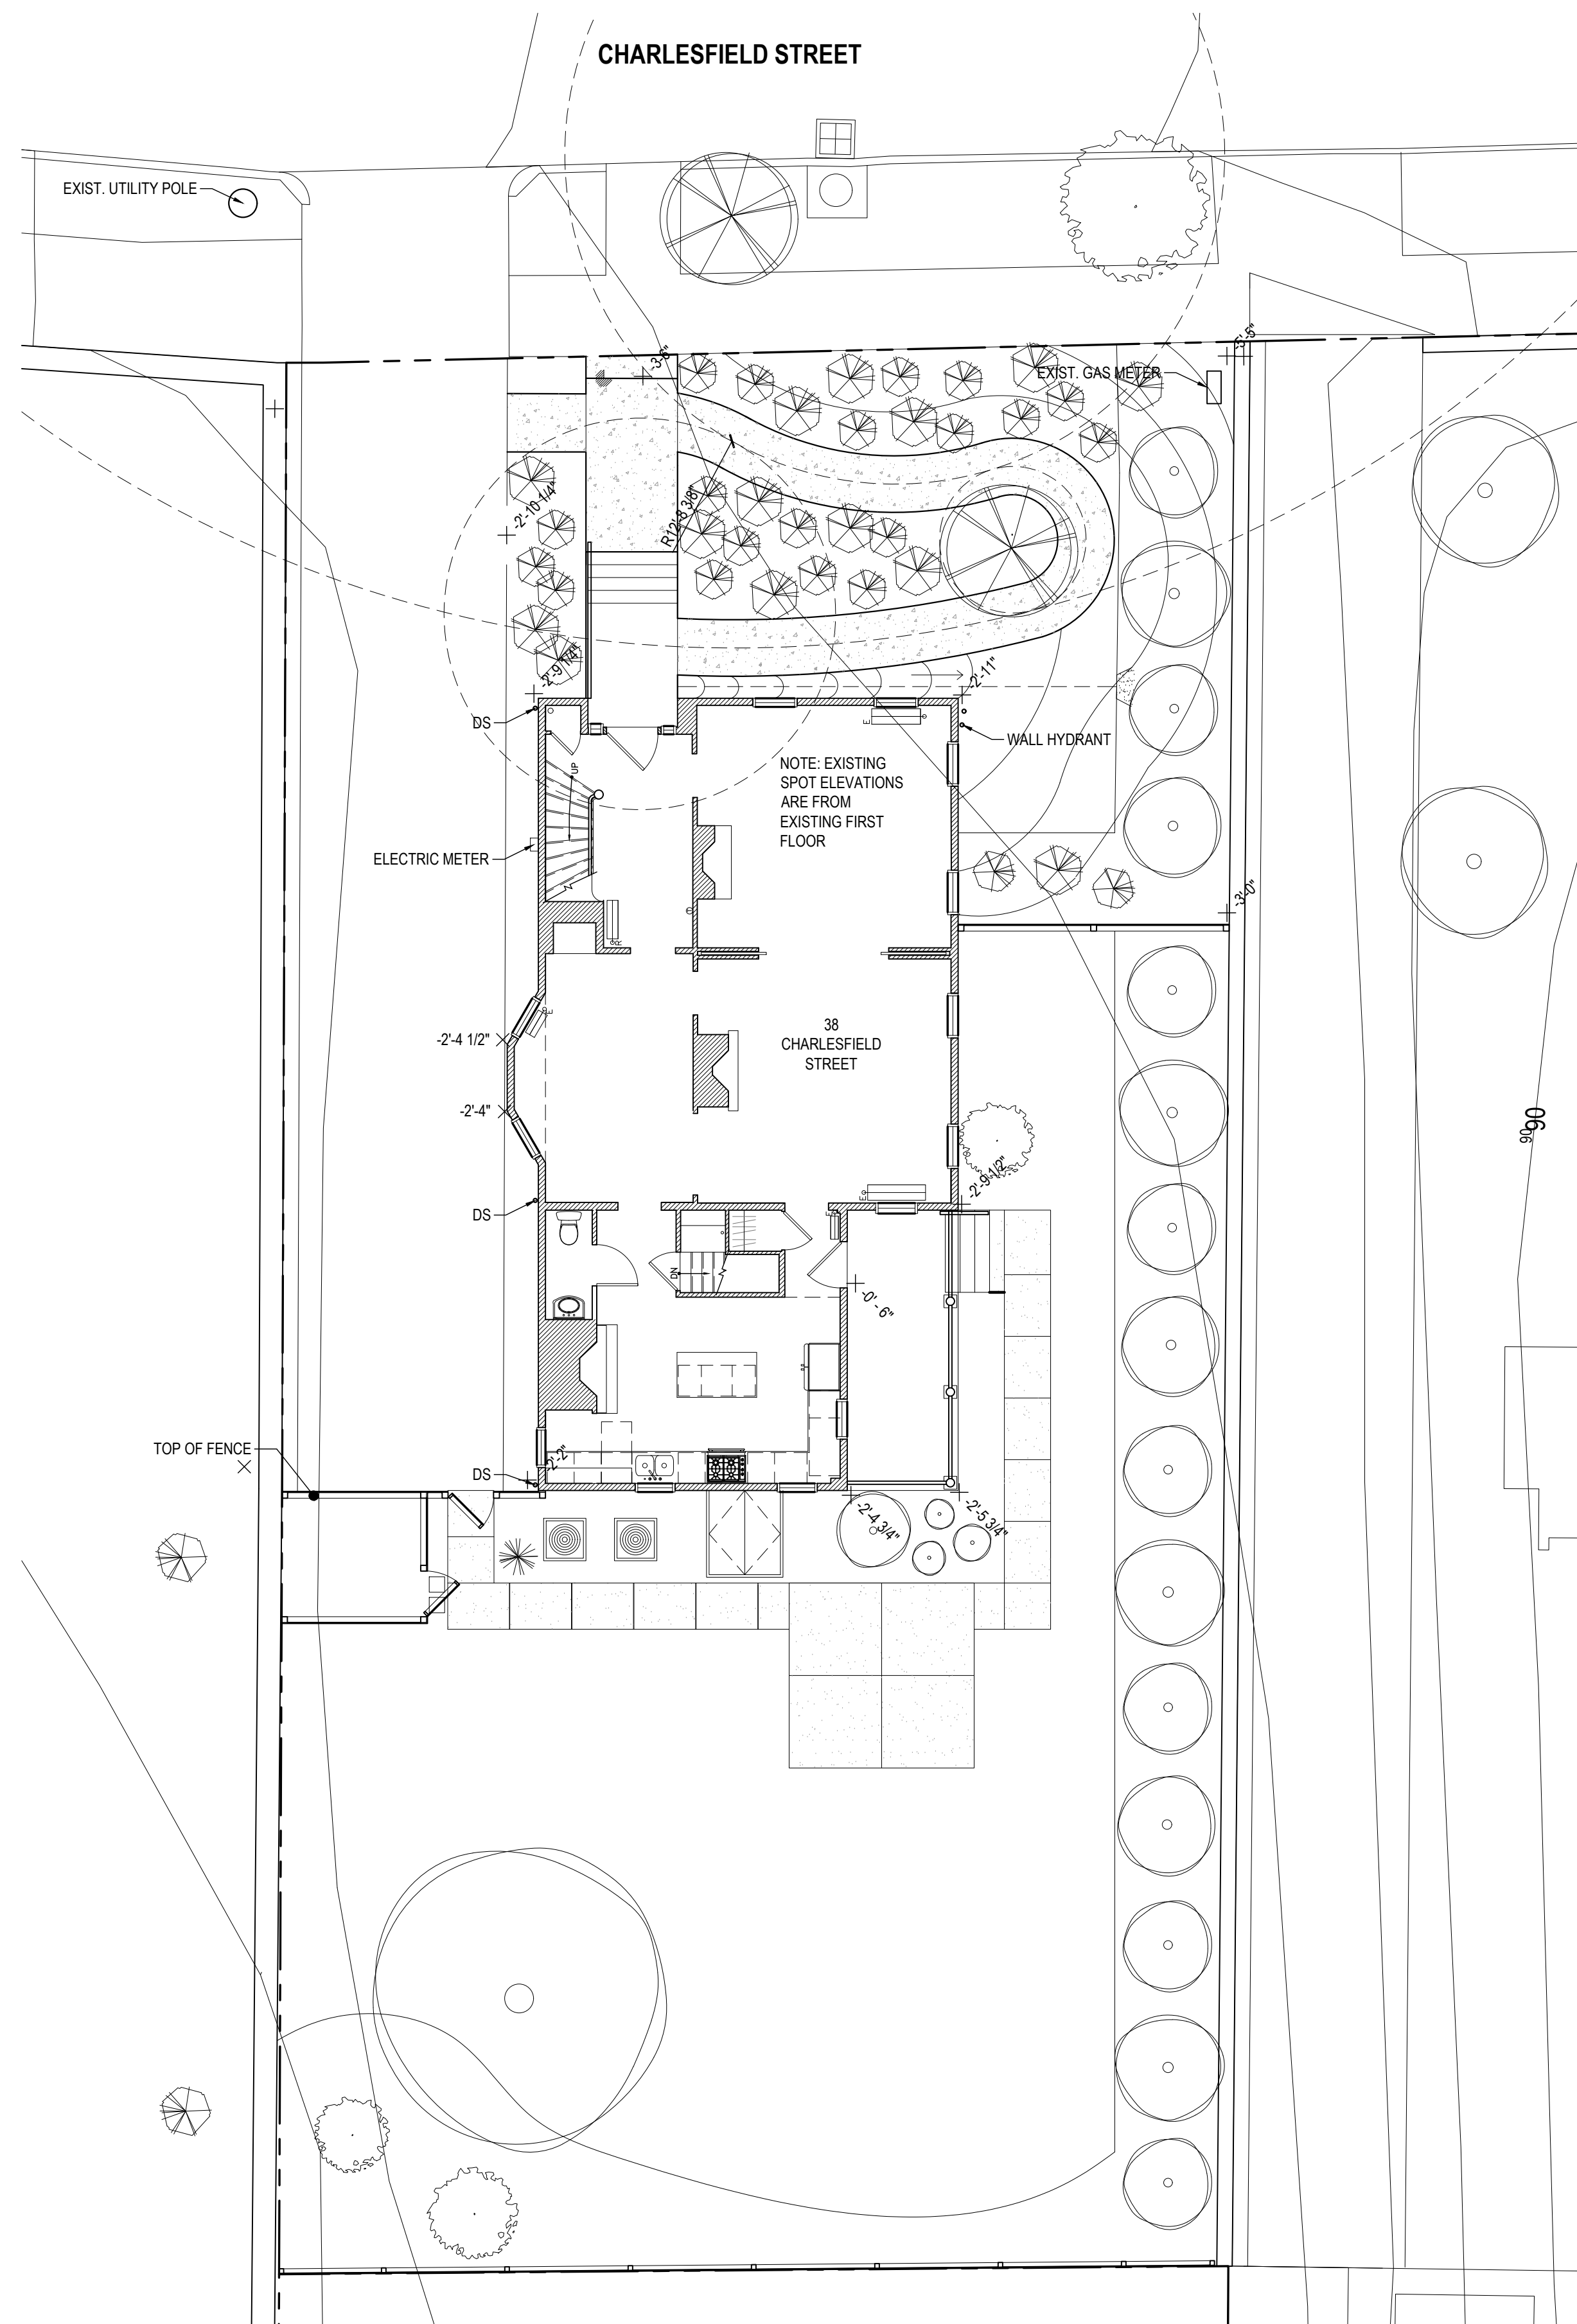 CHARLESFIELD STREET
EXIST. UTILITY POLE
-3'-6"
-5'-5"
EXIST. GAS METER
-2'-10 1/4"
R12'-8 3/8"
-2'-9 1/4"
-2'-11"
DS
WALL HYDRANT
E
UP
NOTE: EXISTING
SPOT ELEVATIONS
ARE FROM
EXISTING FIRST
FLOOR
ELECTRIC METER
-3'-0"
R
E
38
CHARLESFIELD
STREET
-2'-4 1/2"
-2'-4"
90
90
-2'-9 1/2"
E
DS
E
DN
-0' - 6"
TOP OF FENCE
-2'-2"
DS
-2'-4 3/4"
-2'-5 3/4"